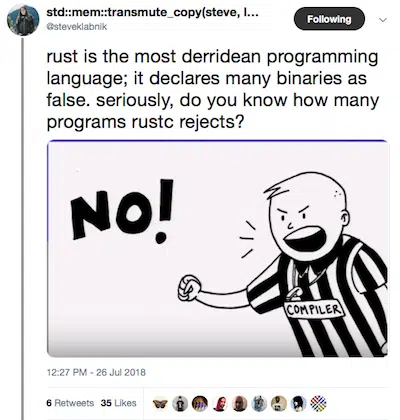 std::mem::transmute_copy(steve, l...
@steveklabnik
Following
rust is the most derridean programming
language; it declares many binaries as
false. seriously, do you know how many
programs rustc rejects?
NO!
COMPILER
12:27 PM - 26 Jul 2018
6 Retweets 35 Likes